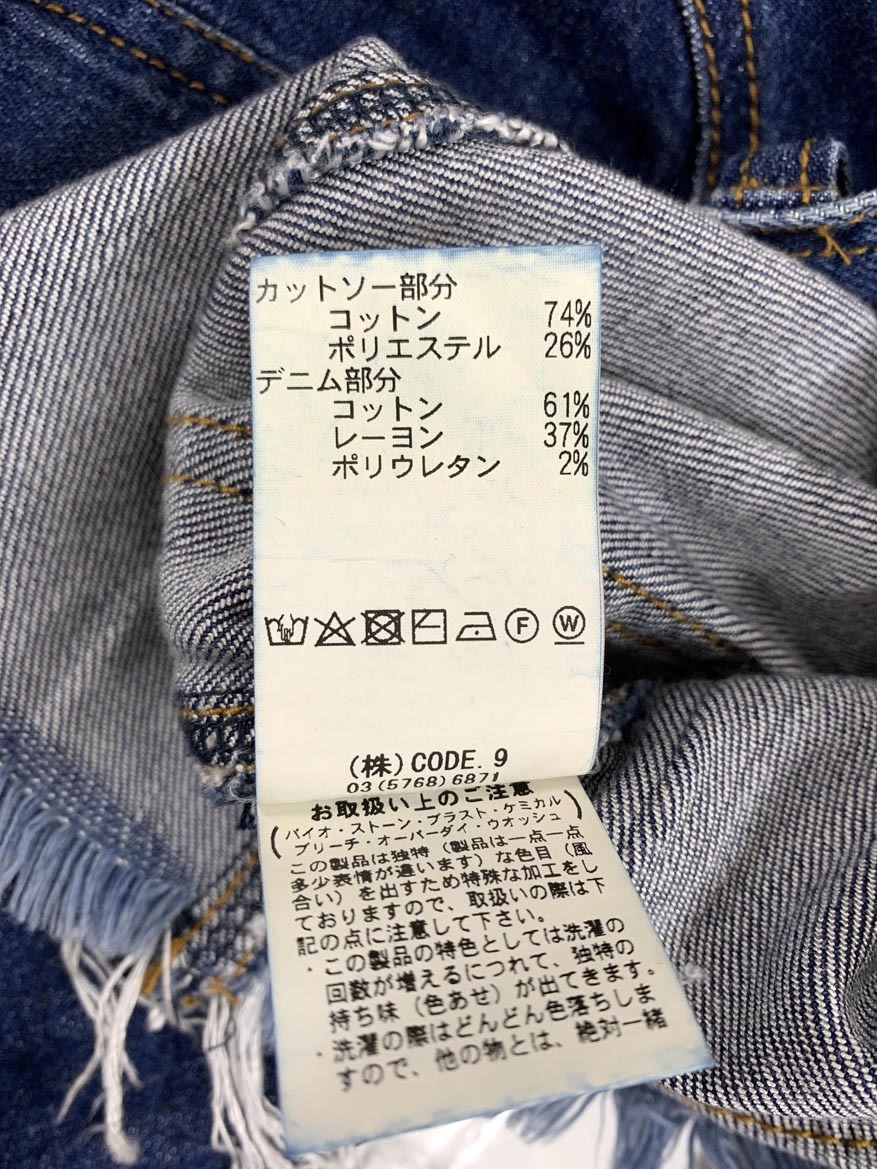 カットソー部分
コットン 74%
ポリエステル 26%
デニム部分
コットン 61%
レーヨン 37%
ポリウレタン 2%
F W
(株)CODE.9
03(5768)6871
お取扱い上のご注意
(バイオ・ストーン・ブラスト・ケミカル
ブリーチ・オーバーダイ・ウオッシュ)
この製品は独特(製品は一点一点
多少表情が違います)な色目(風
合い)を出すため特殊な加工をし
ておりますので、取扱いの際は下
記の点に注意して下さい。
・この製品の特色としては洗濯の
回数が増えるにつれて、独特の
持ち味(色あせ)が出てきます。
・洗濯の際はどんどん色落ちしま
すので、他の物とは、絶対一緒